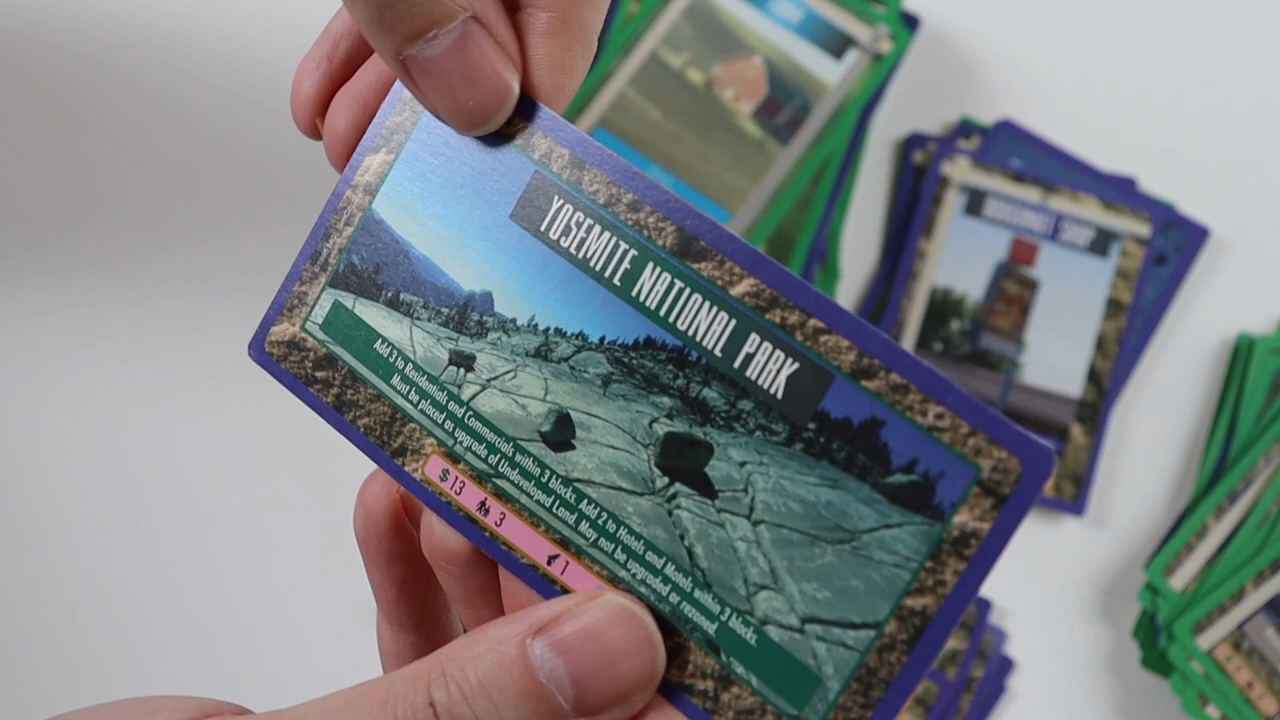 YOSEMITE NATIONAL PARK
Add 3 to Residentials and Commercials within 3 blocks. Add 2 to Hotels and Motels within 3 blocks.
Must be placed as upgrade of Undeveloped Land. May not be upgraded or rezoned.
$13 3 1